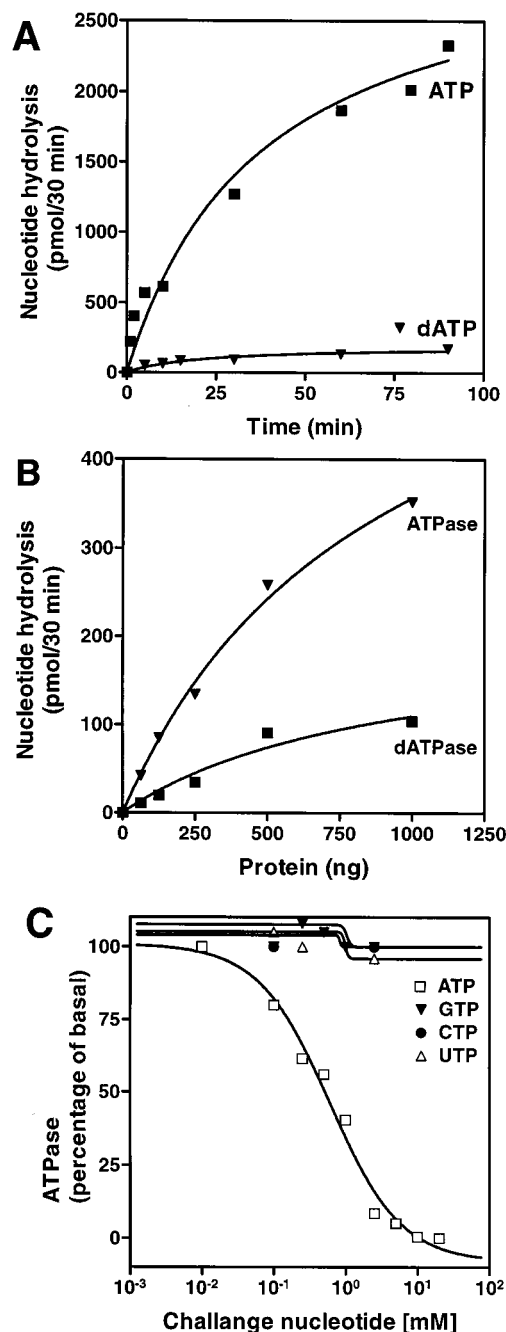 A
Nucleotide hydrolysis
(pmol/30 min)
2500
2000
1500
1000
500
0
ATP
dATP
0 25 50 75 100
Time (min)
B
Nucleotide hydrolysis
(pmol/30 min)
400
300
200
100
0
ATPase
dATPase
0 250 500 750 1000 1250
Protein (ng)
C
ATPase
(percentage of basal)
100
75
50
25
0
ATP
GTP
CTP
UTP
10-3 10-2 10-1 100 101 102
Challange nucleotide [mM]